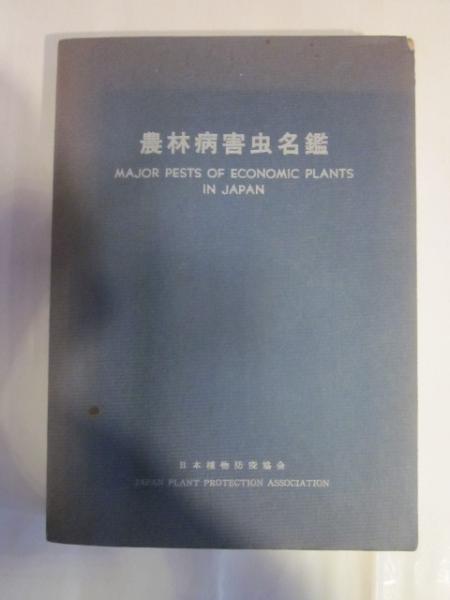 農林病害虫名鑑
MAJOR PESTS OF ECONOMIC PLANTS
IN JAPAN
日本植物防疫協会
JAPAN PLANT PROTECTION ASSOCIATION